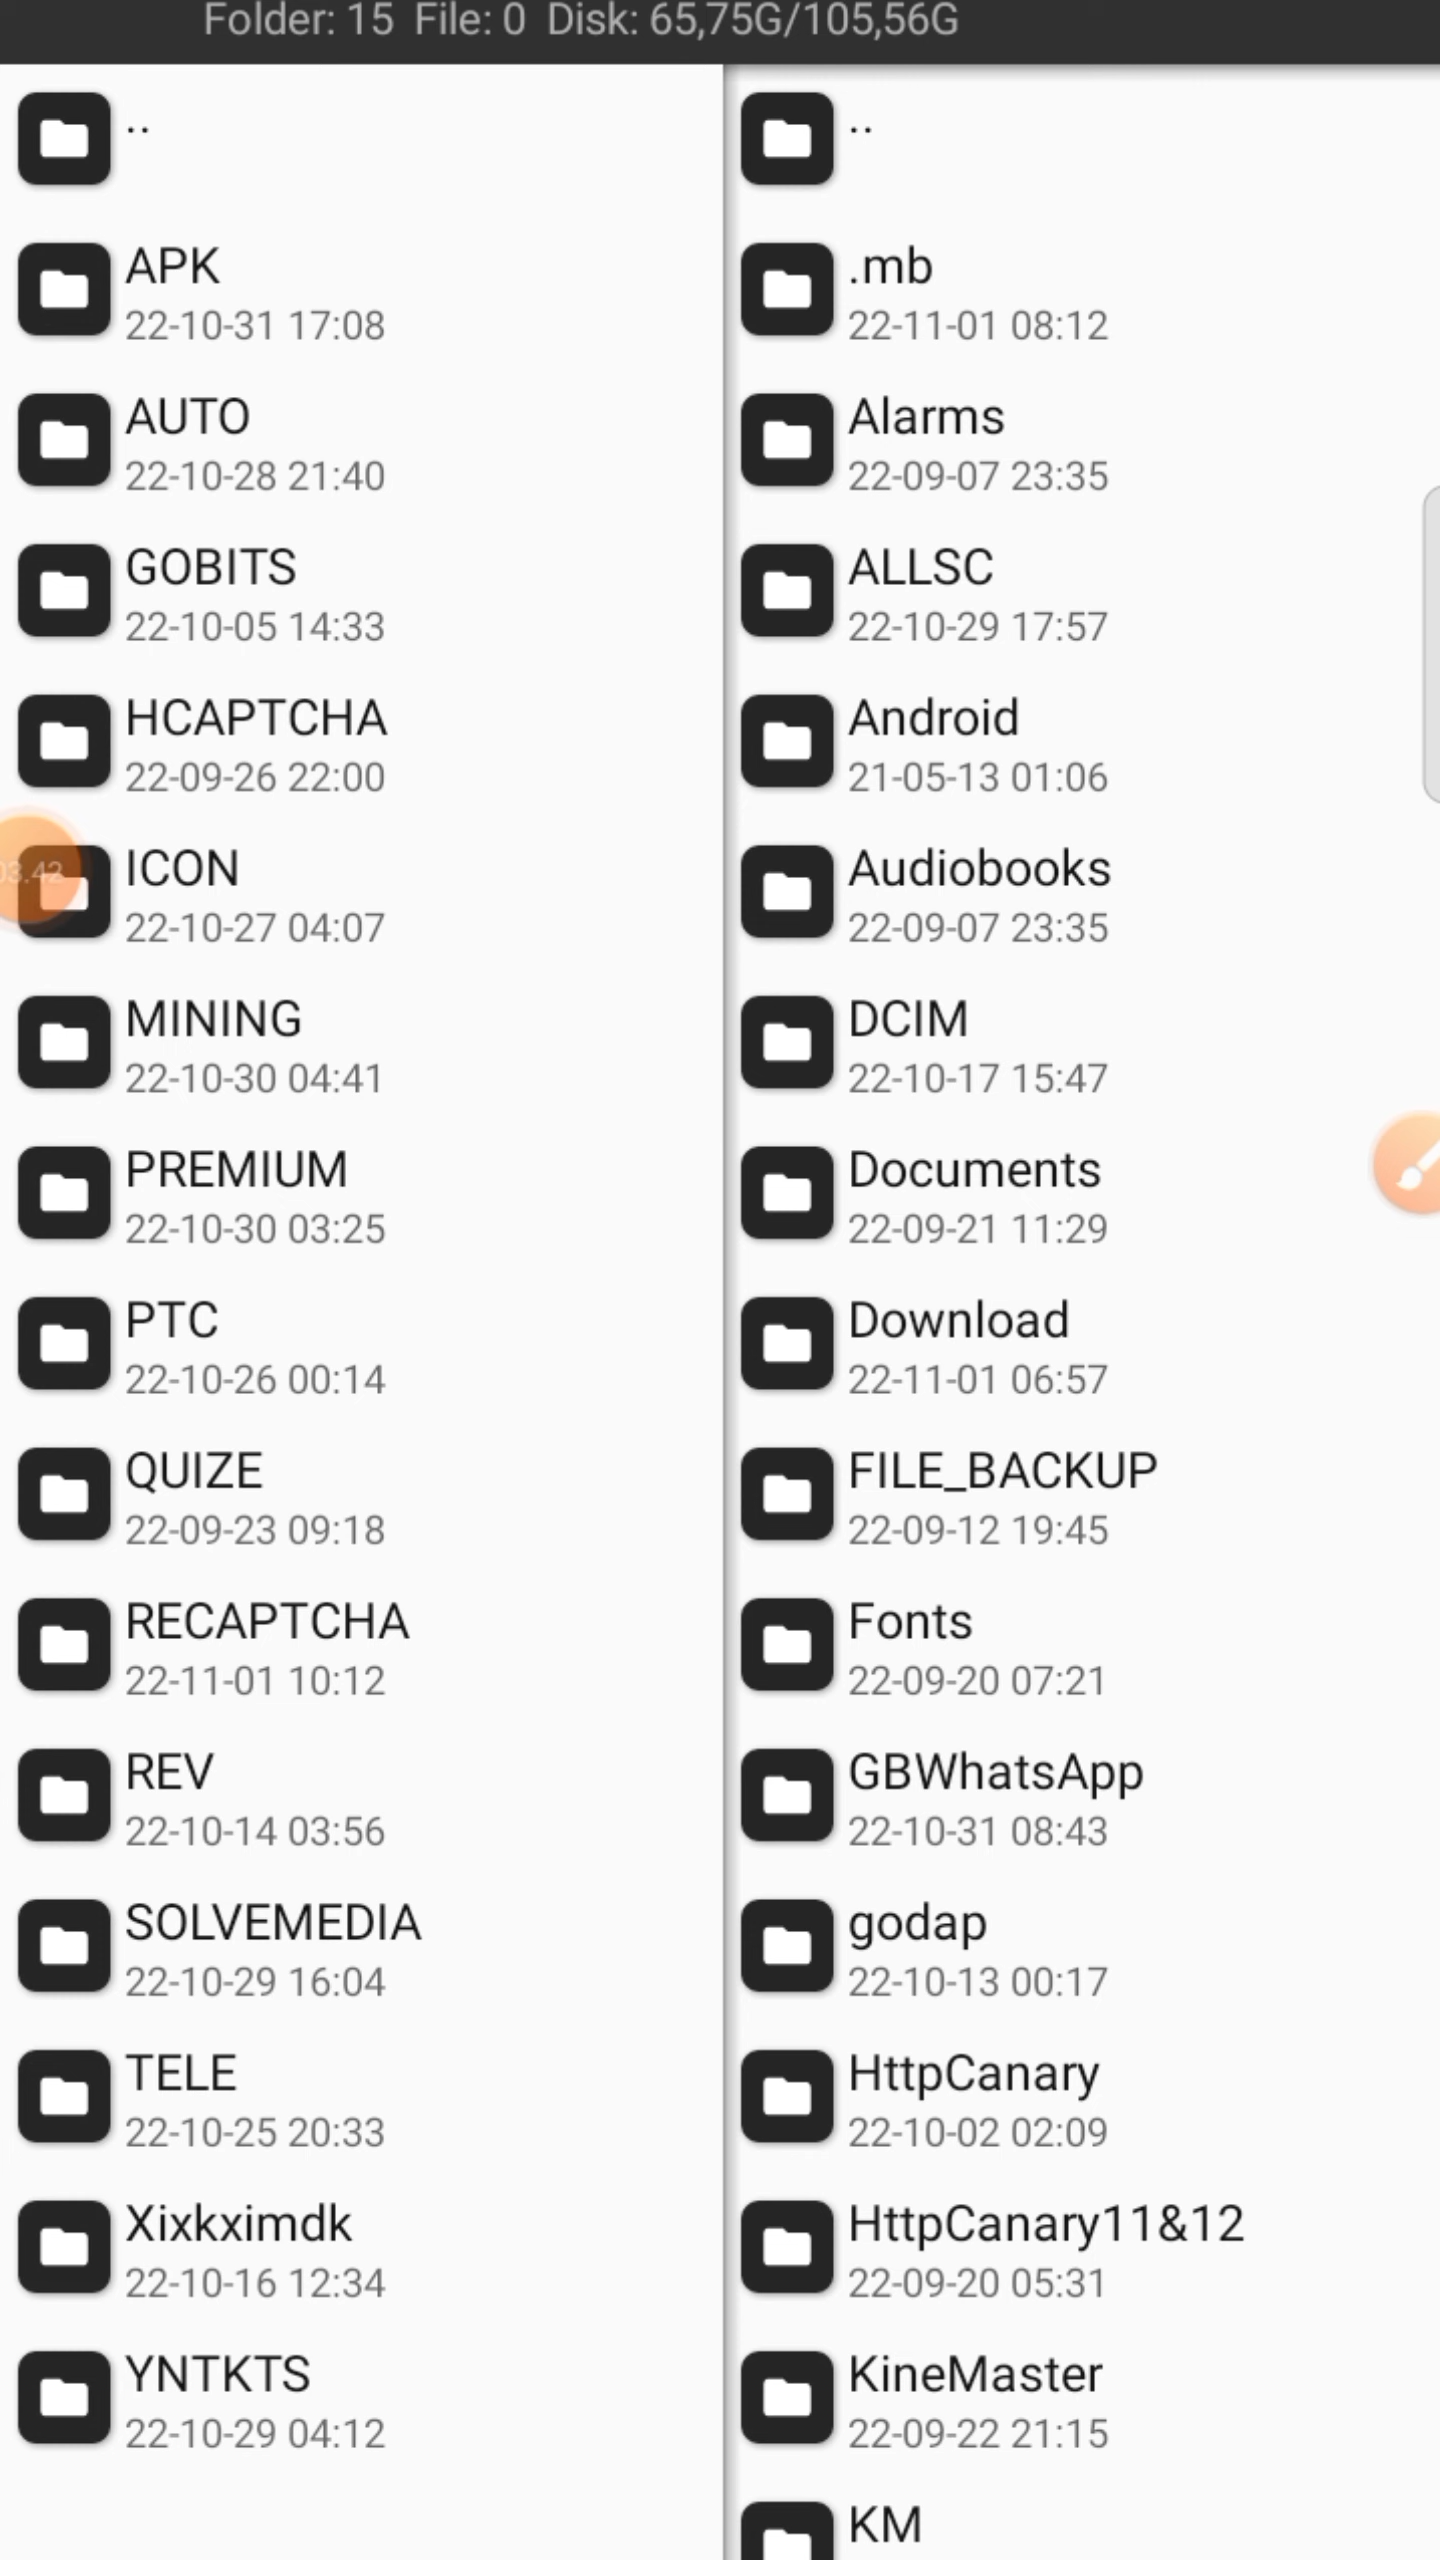 Folder: 15 File: 0 Disk: 65,75G/105,56G
..
APK
22-10-31 17:08
AUTO
22-10-28 21:40
GOBITS
22-10-05 14:33
HCAPTCHA
22-09-26 22:00
03.42
ICON
22-10-27 04:07
MINING
22-10-30 04:41
PREMIUM
22-10-30 03:25
PTC
22-10-26 00:14
QUIZE
22-09-23 09:18
RECAPTCHA
22-11-01 10:12
REV
22-10-14 03:56
SOLVEMEDIA
22-10-29 16:04
TELE
22-10-25 20:33
Xixkximdk
22-10-16 12:34
YNTKTS
22-10-29 04:12
..
.mb
22-11-01 08:12
Alarms
22-09-07 23:35
ALLSC
22-10-29 17:57
Android
21-05-13 01:06
Audiobooks
22-09-07 23:35
DCIM
22-10-17 15:47
Documents
22-09-21 11:29
Download
22-11-01 06:57
FILE_BACKUP
22-09-12 19:45
Fonts
22-09-20 07:21
GBWhatsApp
22-10-31 08:43
godap
22-10-13 00:17
HttpCanary
22-10-02 02:09
HttpCanary11&12
22-09-20 05:31
KineMaster
22-09-22 21:15
KM